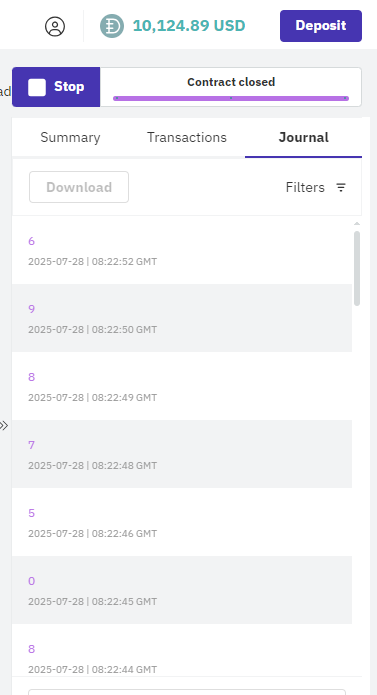 10,124.89 USD
Deposit
ad
Stop
Contract closed
Summary
Transactions
Journal
Download
Filters
6
2025-07-28 | 08:22:52 GMT
9
2025-07-28 | 08:22:50 GMT
8
2025-07-28 | 08:22:49 GMT
7
2025-07-28 | 08:22:48 GMT
5
2025-07-28 | 08:22:46 GMT
0
2025-07-28 | 08:22:45 GMT
8
2025-07-28 | 08:22:44 GMT